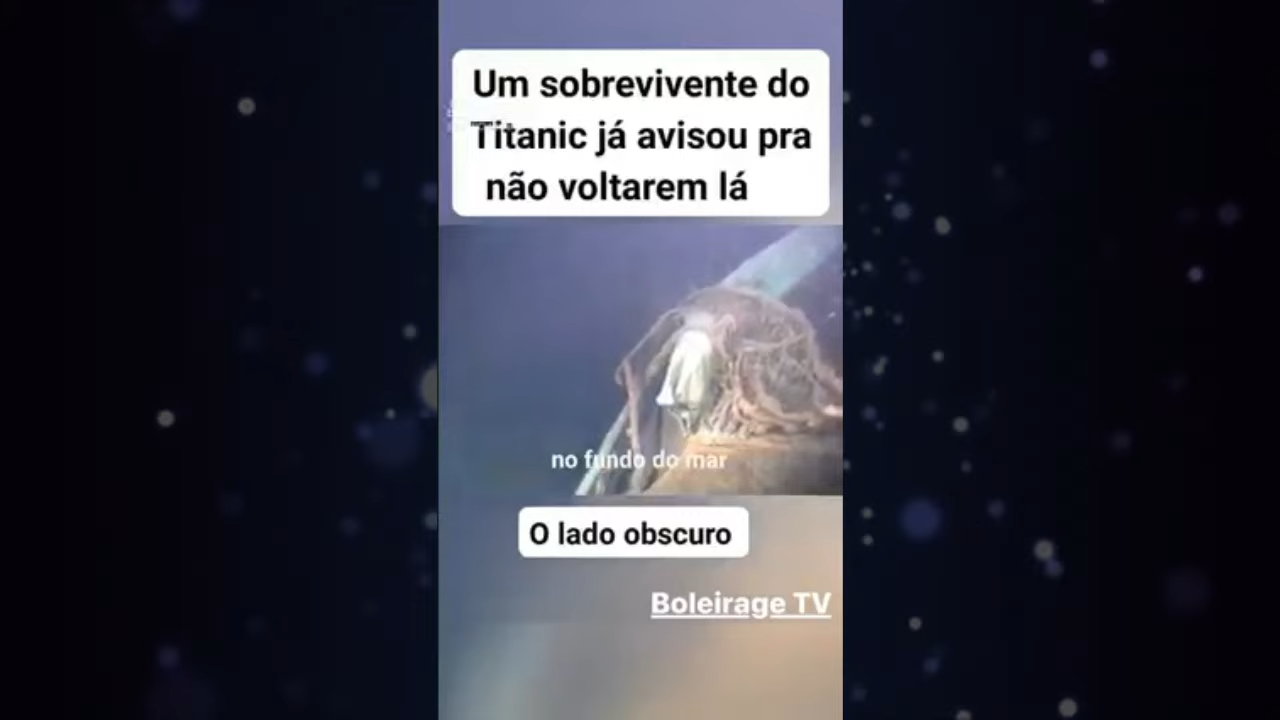 Um sobrevivente do
Titanic já avisou pra
não voltarem lá
no fundo do mar
O lado obscuro
Boleirage TV